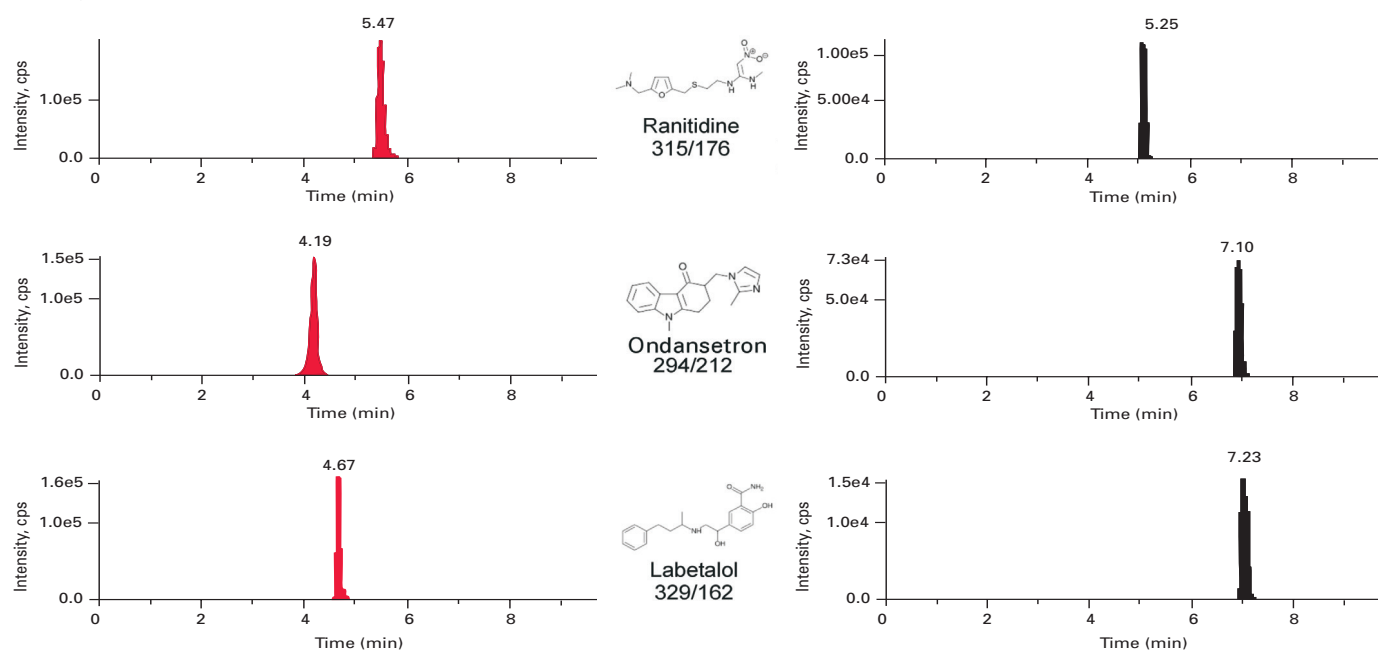 5.47
Intensity, cps
1.0e5
0.0
0 2 4 6 8
Time (min)
O
N⊕
O⊖
N
O
S
N
H
N
H
Ranitidine
315/176
5.25
Intensity, cps
1.00e5
5.00e4
0.0
0 2 4 6 8
Time (min)
4.19
Intensity, cps
1.5e5
1.0e5
0.0
0 2 4 6 8
Time (min)
O
N
N
N
Ondansetron
294/212
7.10
Intensity, cps
7.3e4
5.0e4
0.0
0 2 4 6 8
Time (min)
4.67
Intensity, cps
1.6e5
1.0e5
0.0
0 2 4 6 8
Time (min)
O
NH₂
OH
NH
OH
Labetalol
329/162
7.23
Intensity, cps
1.5e4
1.0e4
0.0
0 2 4 6 8
Time (min)